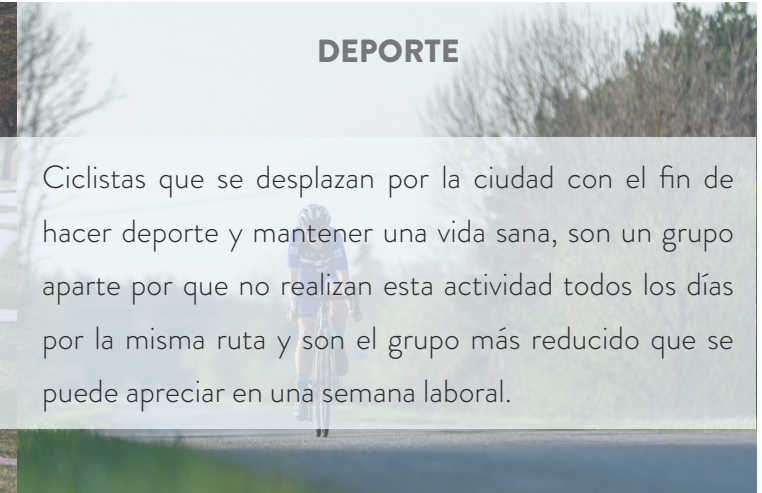 DEPORTE
Ciclistas que se desplazan por la ciudad con el fin de
hacer deporte y mantener una vida sana, son un grupo
aparte por que no realizan esta actividad todos los días
por la misma ruta y son el grupo más reducido que se
puede apreciar en una semana laboral.